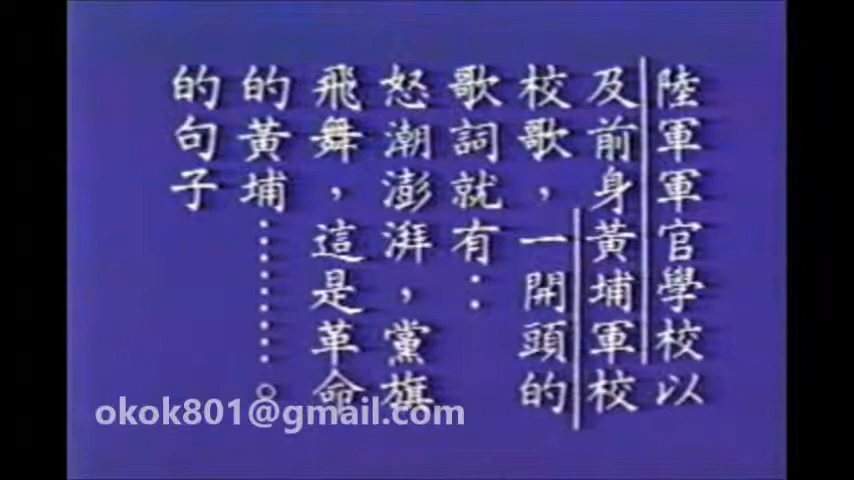 陸軍軍官學校以
及前身黃埔軍校
校歌，一開頭的
歌詞就有：
怒潮澎湃，黨旗
飛舞，這是革命
的黃埔………。
的句子
okok801@gmail.com